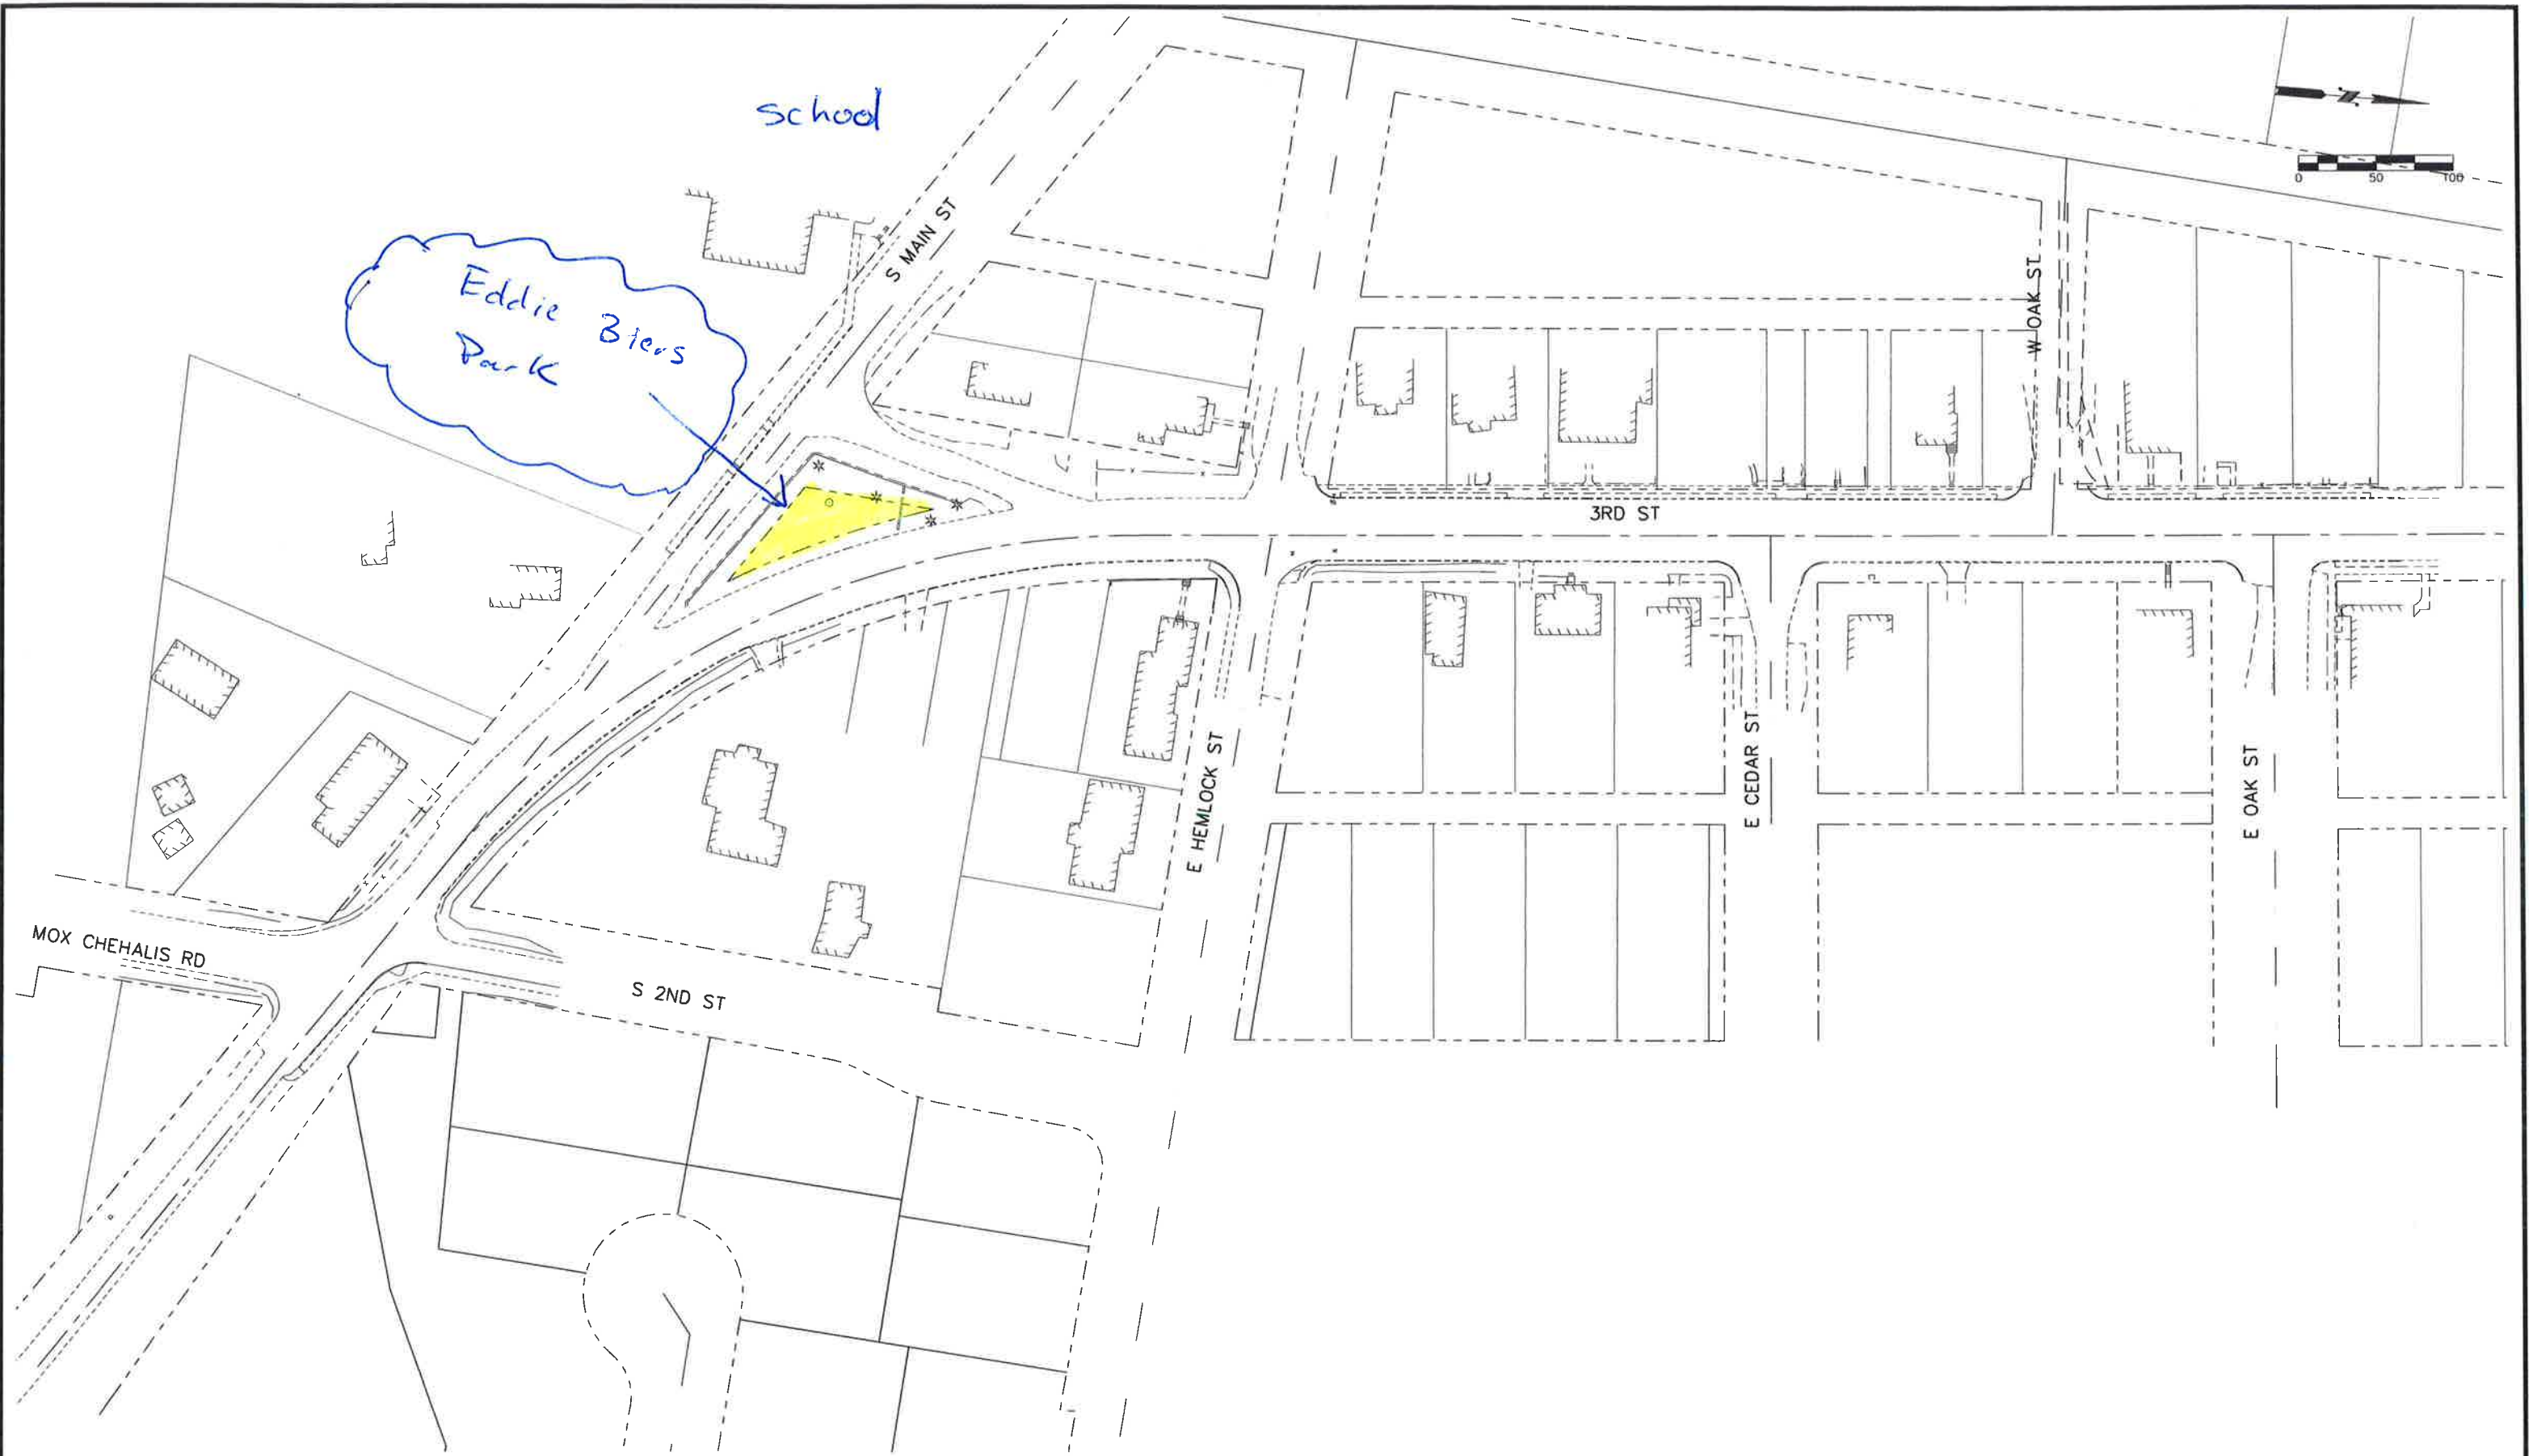 school
Eddie Biers
Park
S MAIN ST
N
0 50 100
W OAK ST
3RD ST
E HEMLOCK ST
E CEDAR ST
E OAK ST
MOX CHEHALIS RD
S 2ND ST